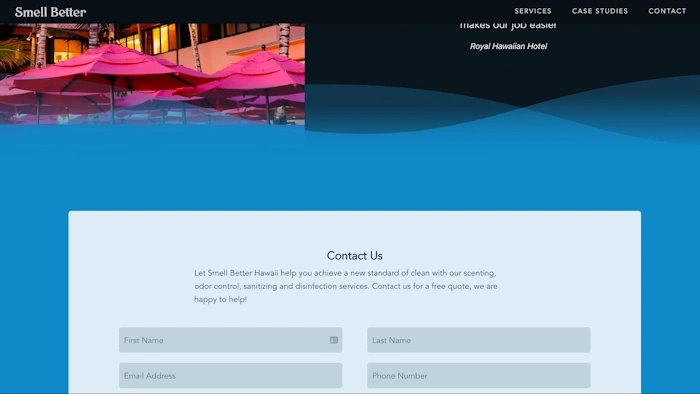 Smell Better
SERVICES
CASE STUDIES
CONTACT
makes our job easier
Royal Hawaiian Hotel
Contact Us
Let Smell Better Hawaii help you achieve a new standard of clean with our scenting,
odor control, sanitizing and disinfection services. Contact us for a free quote, we are
happy to help!
First Name
Last Name
Email Address
Phone Number